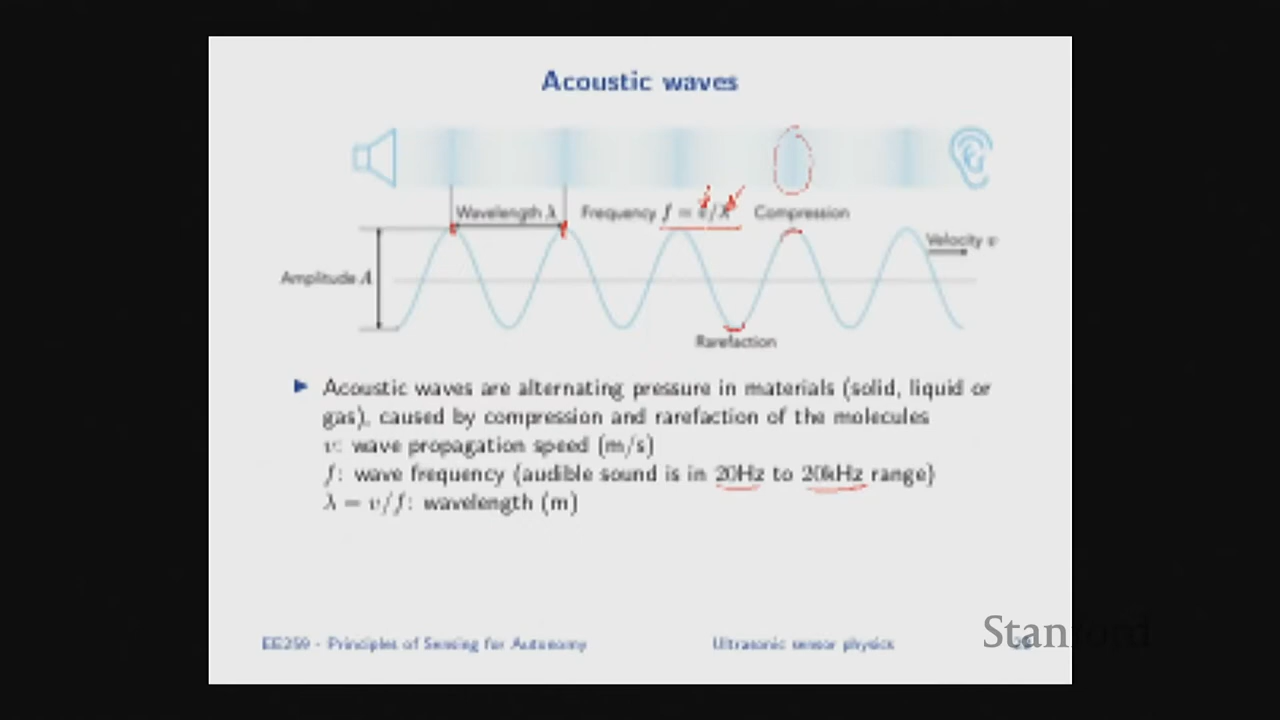 Acoustic waves
Wavelength λ
Frequency f = v/λ
Compression
Velocity v
Amplitude A
Rarefaction
► Acoustic waves are alternating pressure in materials (solid, liquid or
gas), caused by compression and rarefaction of the molecules
v: wave propagation speed (m/s)
f: wave frequency (audible sound is in 20Hz to 20kHz range)
λ = v/f: wavelength (m)
EE259 - Principles of Sensing for Autonomy
Ultrasonic sensor physics
Stanford